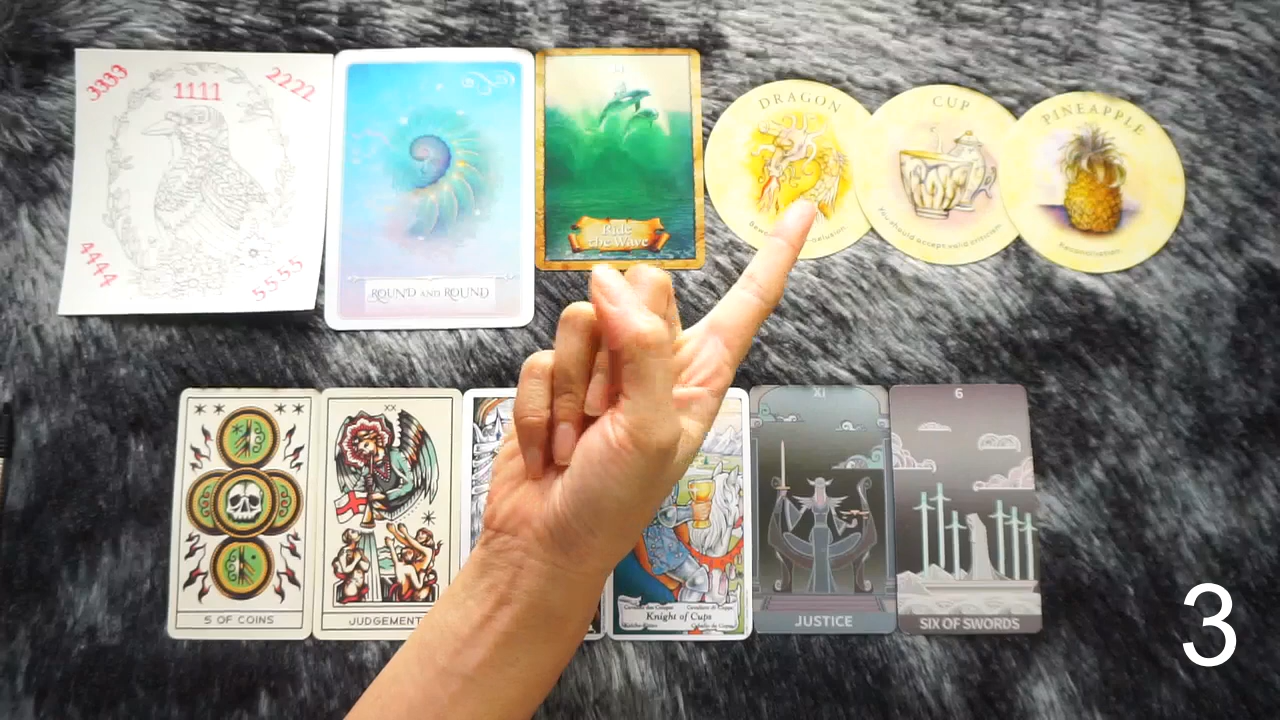 3333
1111
2222
4444
5555
ROUND AND ROUND
VI
Ride
the Wave
DRAGON
CUP
You should accept valid criticism
PINEAPPLE
Reconciliation
5 OF COINS
XX
JUDGEMENT
Knight of Cups
XI
JUSTICE
6
SIX OF SWORDS
3